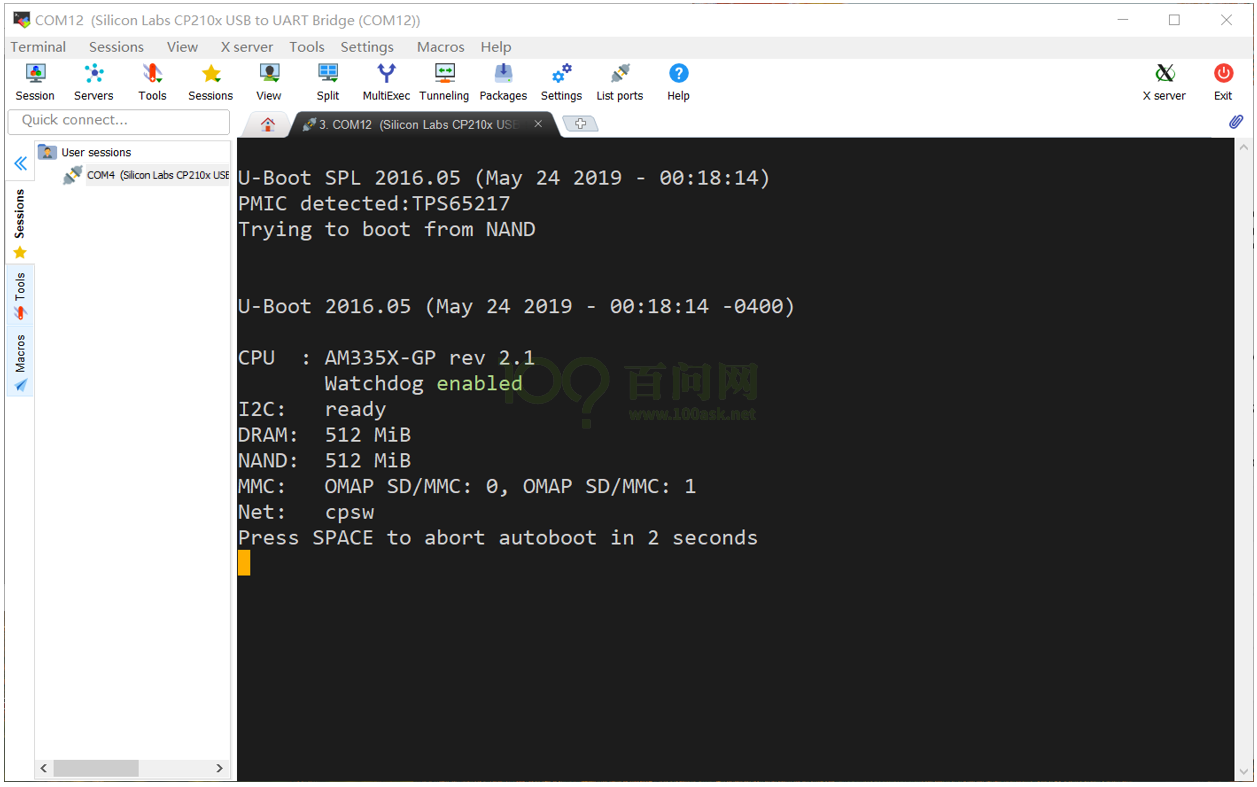 COM12 (Silicon Labs CP210x USB to UART Bridge (COM12))
Terminal Sessions View X server Tools Settings Macros Help
Session Servers Tools Sessions View Split MultiExec Tunneling Packages Settings List ports Help X server Exit
Quick connect...
3. COM12 (Silicon Labs CP210x USB
User sessions
COM4 (Silicon Labs CP210x USB
Sessions
Tools
Macros
U-Boot SPL 2016.05 (May 24 2019 - 00:18:14)
PMIC detected:TPS65217
Trying to boot from NAND
U-Boot 2016.05 (May 24 2019 - 00:18:14 -0400)
CPU : AM335X-GP rev 2.1
Watchdog enabled
I2C: ready
DRAM: 512 MiB
NAND: 512 MiB
MMC: OMAP SD/MMC: 0, OMAP SD/MMC: 1
Net: cpsw
Press SPACE to abort autoboot in 2 seconds
100? 百问网
www.100ask.net